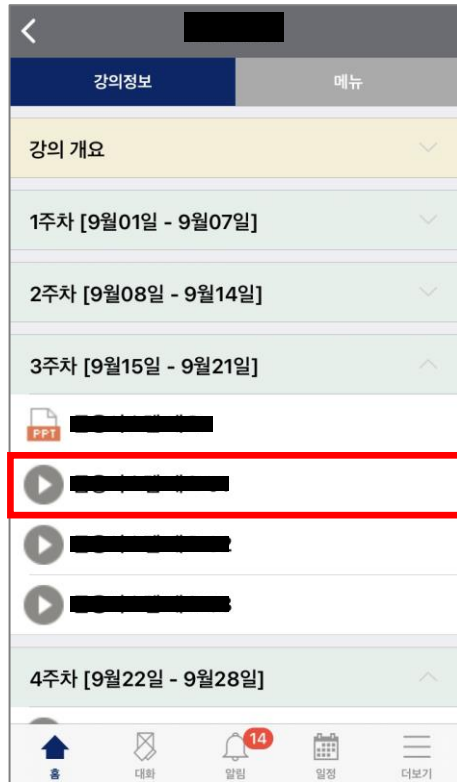 강의정보
메뉴
강의 개요
1주차 [9월01일 - 9월07일]
2주차 [9월08일 - 9월14일]
3주차 [9월15일 - 9월21일]
PPT
4주차 [9월22일 - 9월28일]
14
홈
대화
알림
일정
더보기